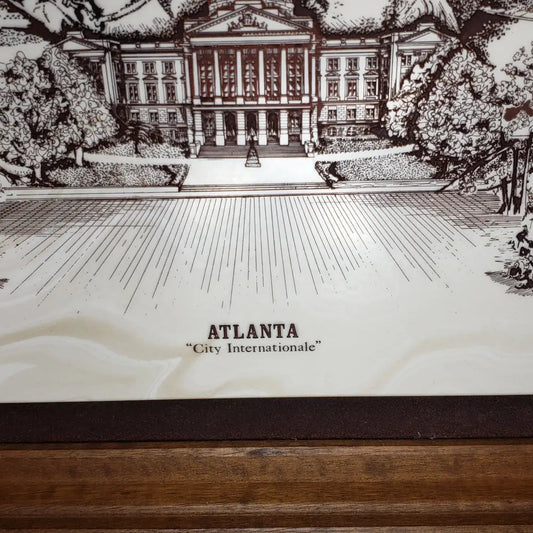 ATLANTA
“City Internationale”